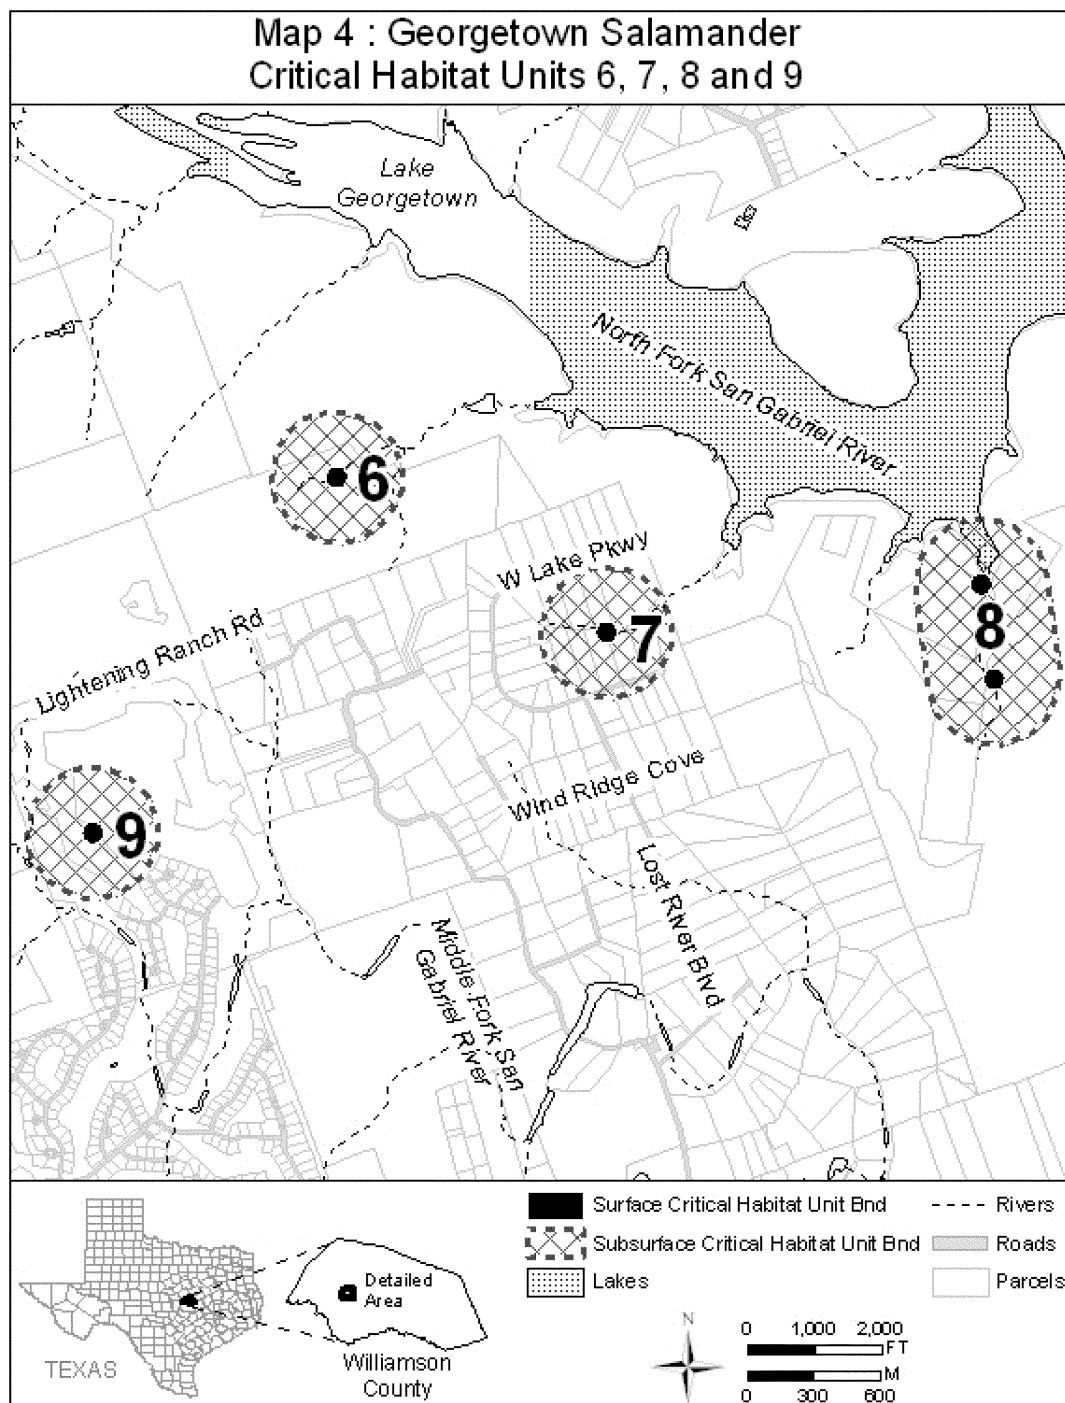 Map 4 : Georgetown Salamander
Critical Habitat Units 6, 7, 8 and 9
Lake
Georgetown
North Fork San Gabriel River
6
W Lake Pkwy
7
8
Lightening Ranch Rd
9
Wind Ridge Cove
Lost River Blvd
Middle Fork San
Gabriel River
TEXAS
Detailed
Area
Williamson
County
Surface Critical Habitat Unit Bnd
Subsurface Critical Habitat Unit Bnd
Lakes
Rivers
Roads
Parcels
N
0 1,000 2,000
FT
M
0 300 600